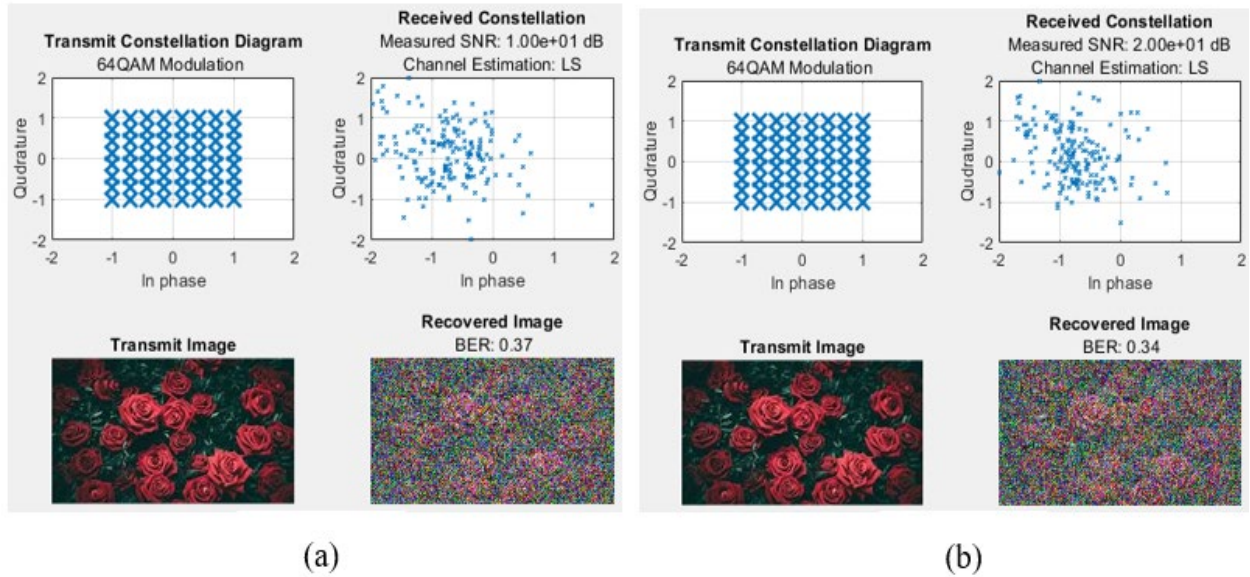 Transmit Constellation Diagram
64QAM Modulation
2
1
0
-1
-2
Qudrature
-2
-1
0
1
2
In phase
Received Constellation
Measured SNR: 1.00e+01 dB
Channel Estimation: LS
2
1
0
-1
-2
Qudrature
-2
-1
0
1
2
In phase
Transmit Image
Recovered Image
BER: 0.37
(a)
Transmit Constellation Diagram
64QAM Modulation
2
1
0
-1
-2
Qudrature
-2
-1
0
1
2
In phase
Received Constellation
Measured SNR: 2.00e+01 dB
Channel Estimation: LS
2
1
0
-1
-2
Qudrature
-2
-1
0
1
2
In phase
Transmit Image
Recovered Image
BER: 0.34
(b)